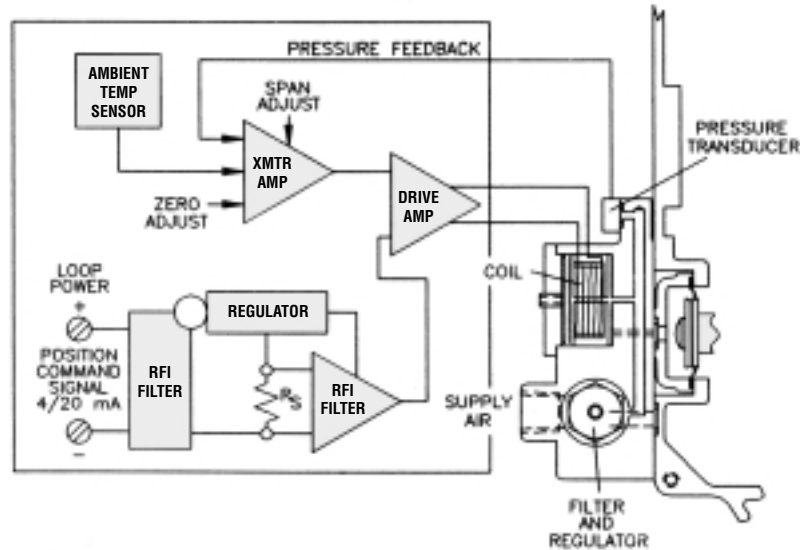 PRESSURE FEEDBACK
AMBIENT
TEMP
SENSOR
SPAN
ADJUST
PRESSURE
TRANSDUCER
XMTR
AMP
DRIVE
AMP
ZERO
ADJUST
LOOP
POWER
+
COIL
REGULATOR
POSITION
COMMAND
SIGNAL
4/20 mA
RFI
FILTER
RS
RFI
FILTER
SUPPLY
AIR
−
FILTER
AND
REGULATOR